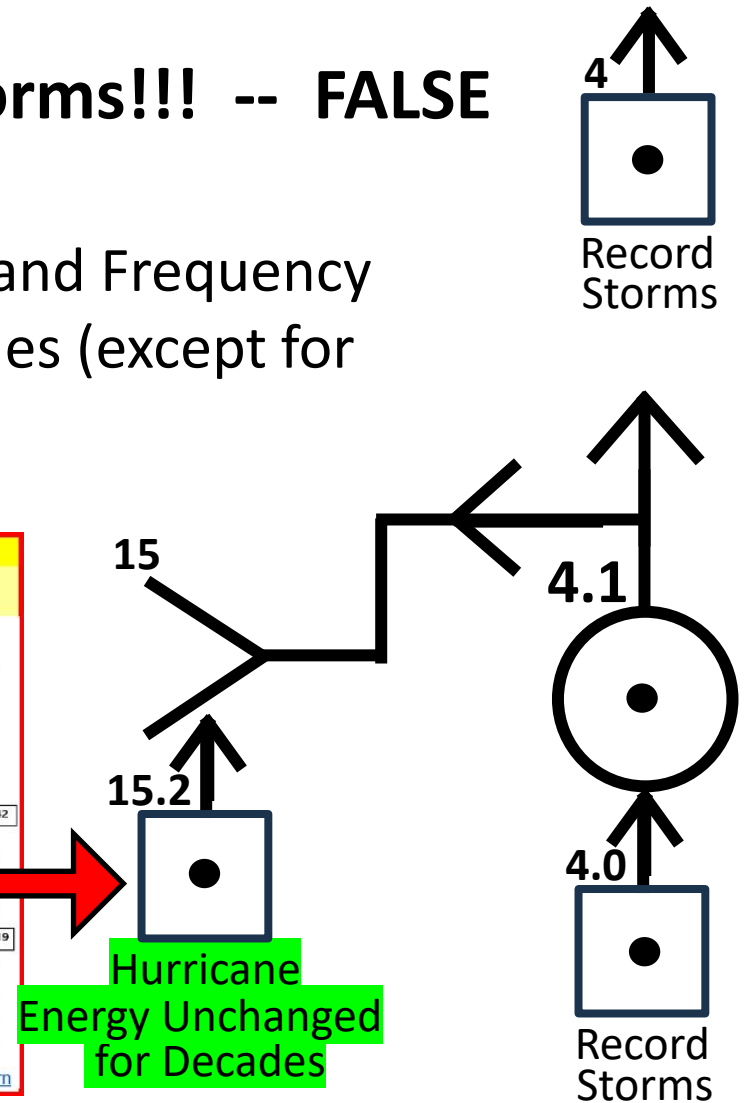 orms!!! -- FALSE
4
Record
Storms
and Frequency
es (except for
15
4.1
15.2
4.0
Hurricane
Energy Unchanged
for Decades
Record
Storms